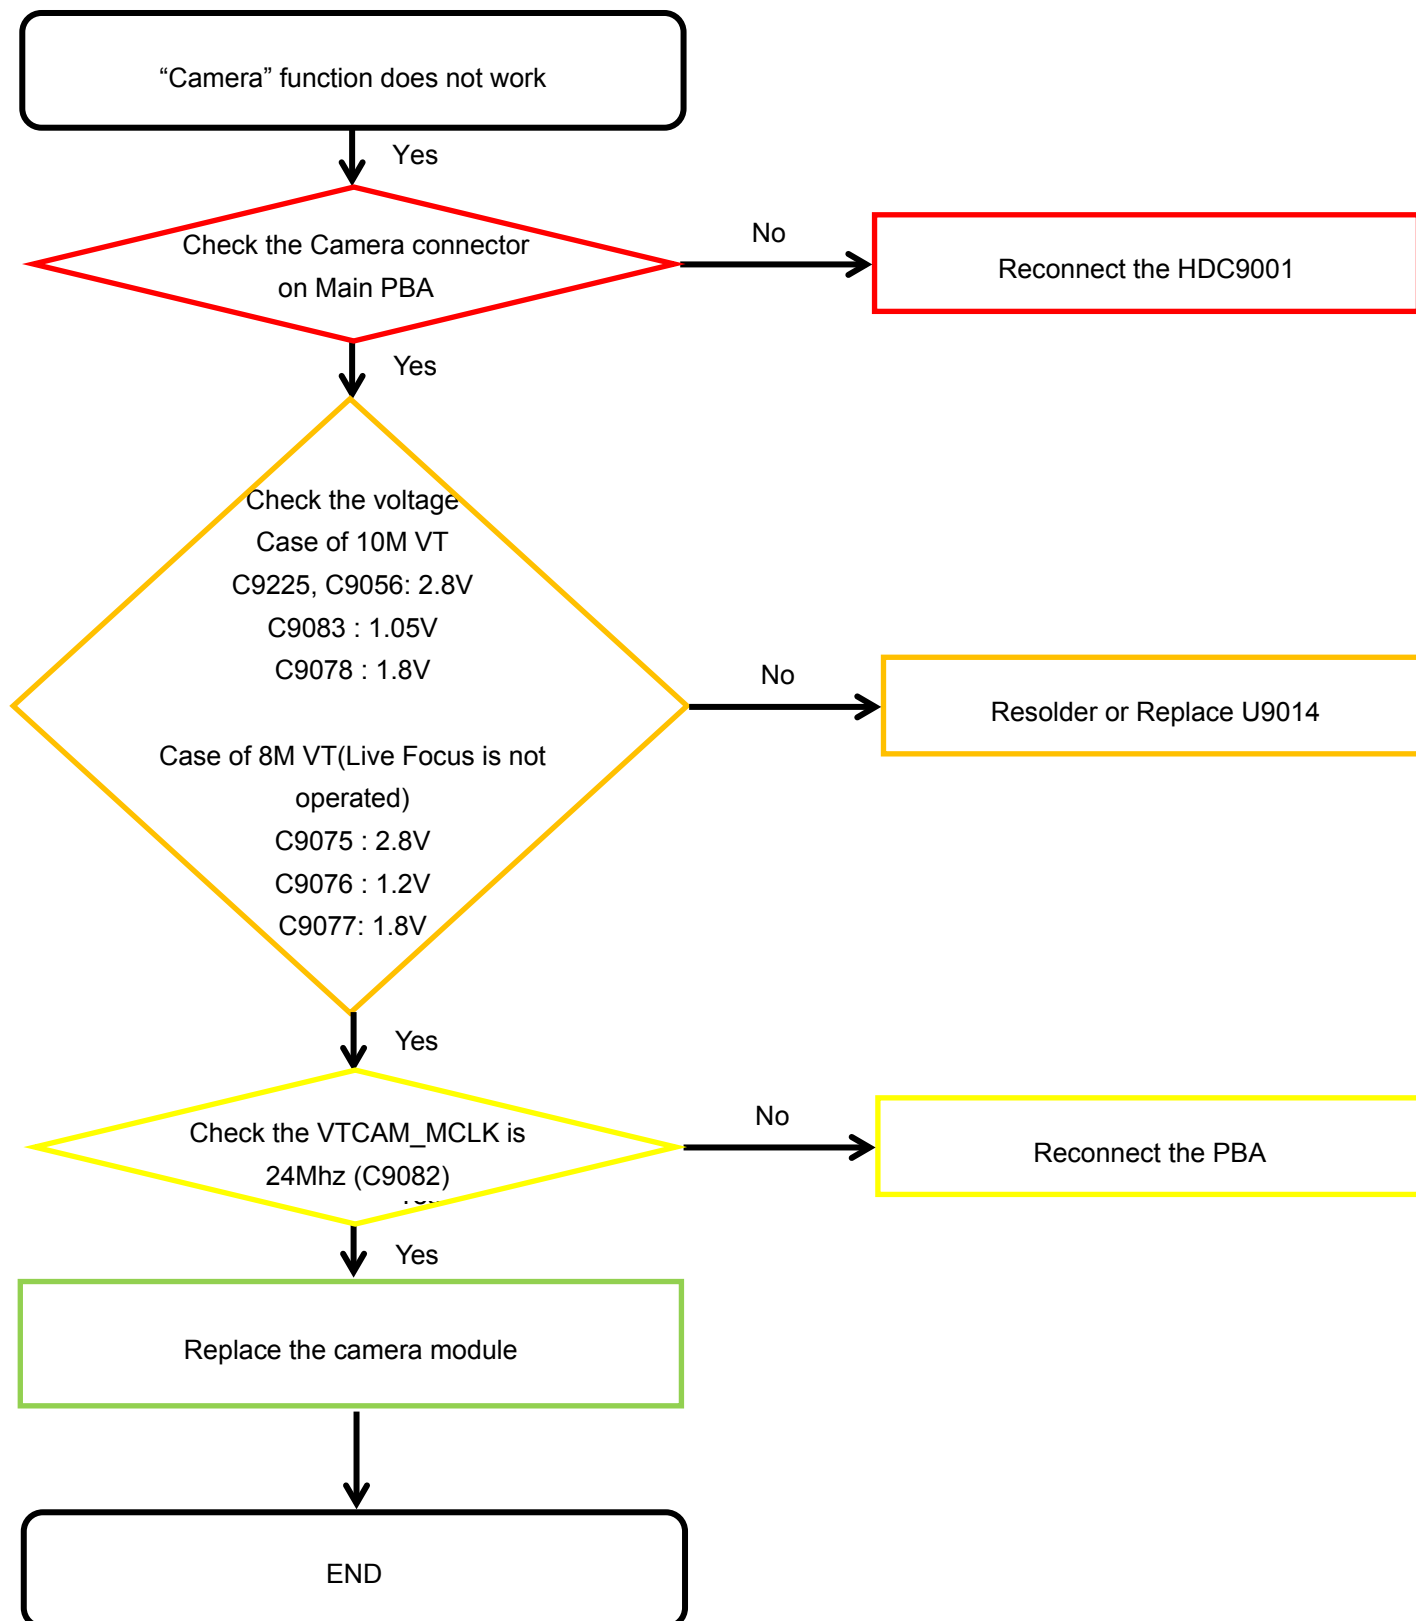 “Camera” function does not work
Yes
Check the Camera connector
on Main PBA
No
Reconnect the HDC9001
Yes
Check the voltage
Case of 10M VT
C9225, C9056: 2.8V
C9083 : 1.05V
C9078 : 1.8V
Case of 8M VT(Live Focus is not
operated)
C9075 : 2.8V
C9076 : 1.2V
C9077: 1.8V
No
Resolder or Replace U9014
Yes
Check the VTCAM_MCLK is
24Mhz (C9082)
No
Reconnect the PBA
Yes
Replace the camera module
END